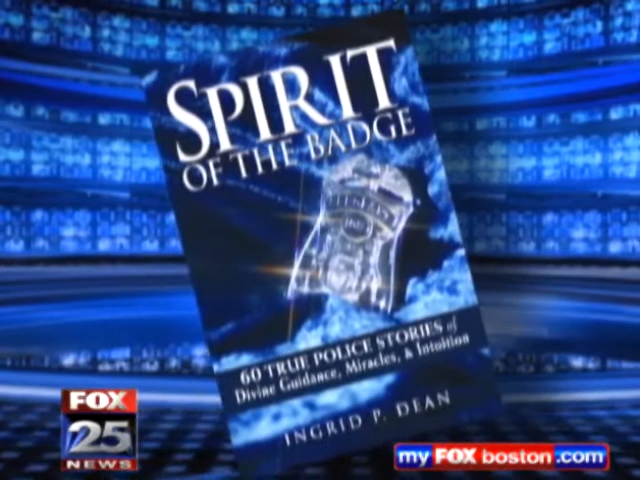 SPIRIT
OF THE BADGE
60 TRUE POLICE STORIES of
Divine Guidance, Miracles, & Intuition
INGRID P. DEAN
FOX
25
NEWS
myFOXboston.com